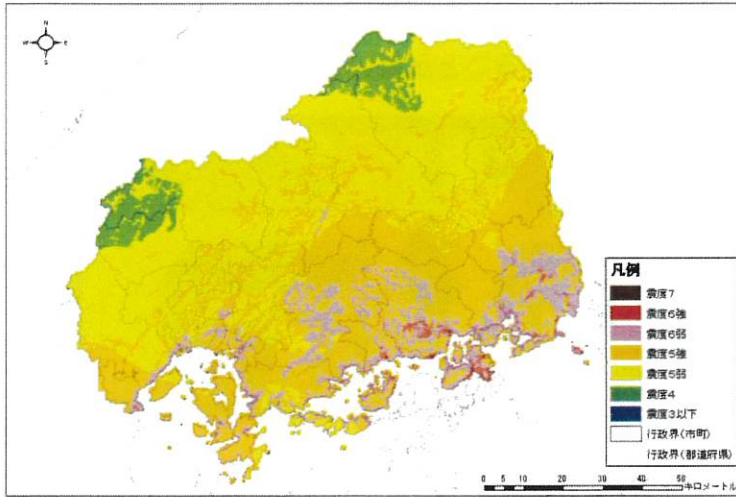 N
W E
S
凡例
震度7
震度6強
震度6弱
震度5強
震度5弱
震度4
震度3以下
行政界(市町)
行政界(都道府県)
0 5 10 20 30 40 50
キロメートル